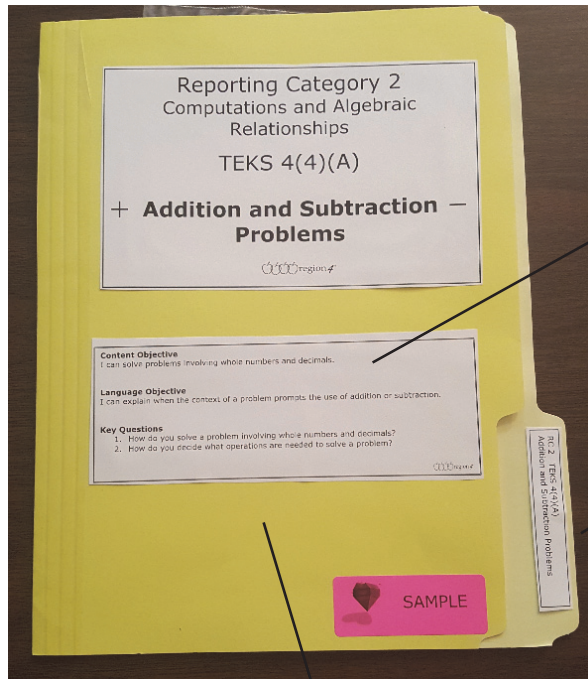 Reporting Category 2
Computations and Algebraic
Relationships
TEKS 4(4)(A)
+ Addition and Subtraction −
Problems
region4
Content Objective
I can solve problems involving whole numbers and decimals.
Language Objective
I can explain when the context of a problem prompts the use of addition or subtraction.
Key Questions
1. How do you solve a problem involving whole numbers and decimals?
2. How do you decide what operations are needed to solve a problem?
region4
RC 2 TEKS 4(4)(A)
Addition and Subtraction Problems
SAMPLE